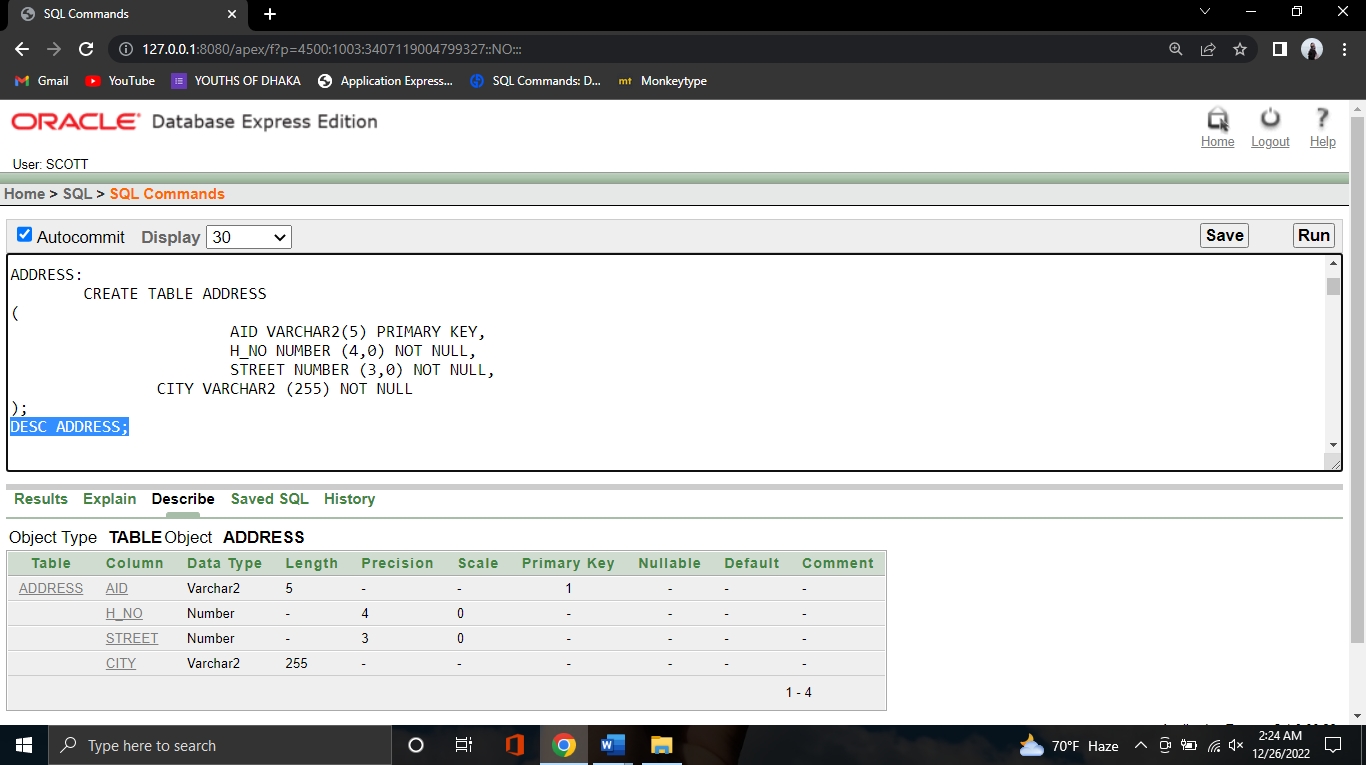 SQL Commands
127.0.0.1:8080/apex/f?p=4500:1003:3407119004799327::NO:::
Gmail YouTube YOUTHS OF DHAKA Application Express... SQL Commands: D... mt Monkeytype
ORACLE Database Express Edition
Home Logout ? Help
User: SCOTT
Home > SQL > SQL Commands
Autocommit Display 30 Save Run
ADDRESS:
CREATE TABLE ADDRESS
(
AID VARCHAR2(5) PRIMARY KEY,
H_NO NUMBER (4,0) NOT NULL,
STREET NUMBER (3,0) NOT NULL,
CITY VARCHAR2 (255) NOT NULL
);
DESC ADDRESS;
Results Explain Describe Saved SQL History
Object Type TABLE Object ADDRESS
Table Column Data Type Length Precision Scale Primary Key Nullable Default Comment
ADDRESS AID Varchar2 5 - - 1 - - -
H_NO Number - 4 0 - - - -
STREET Number - 3 0 - - - -
CITY Varchar2 255 - - - - - -
1 - 4
Type here to search 70°F Haze 2:24 AM
12/26/2022